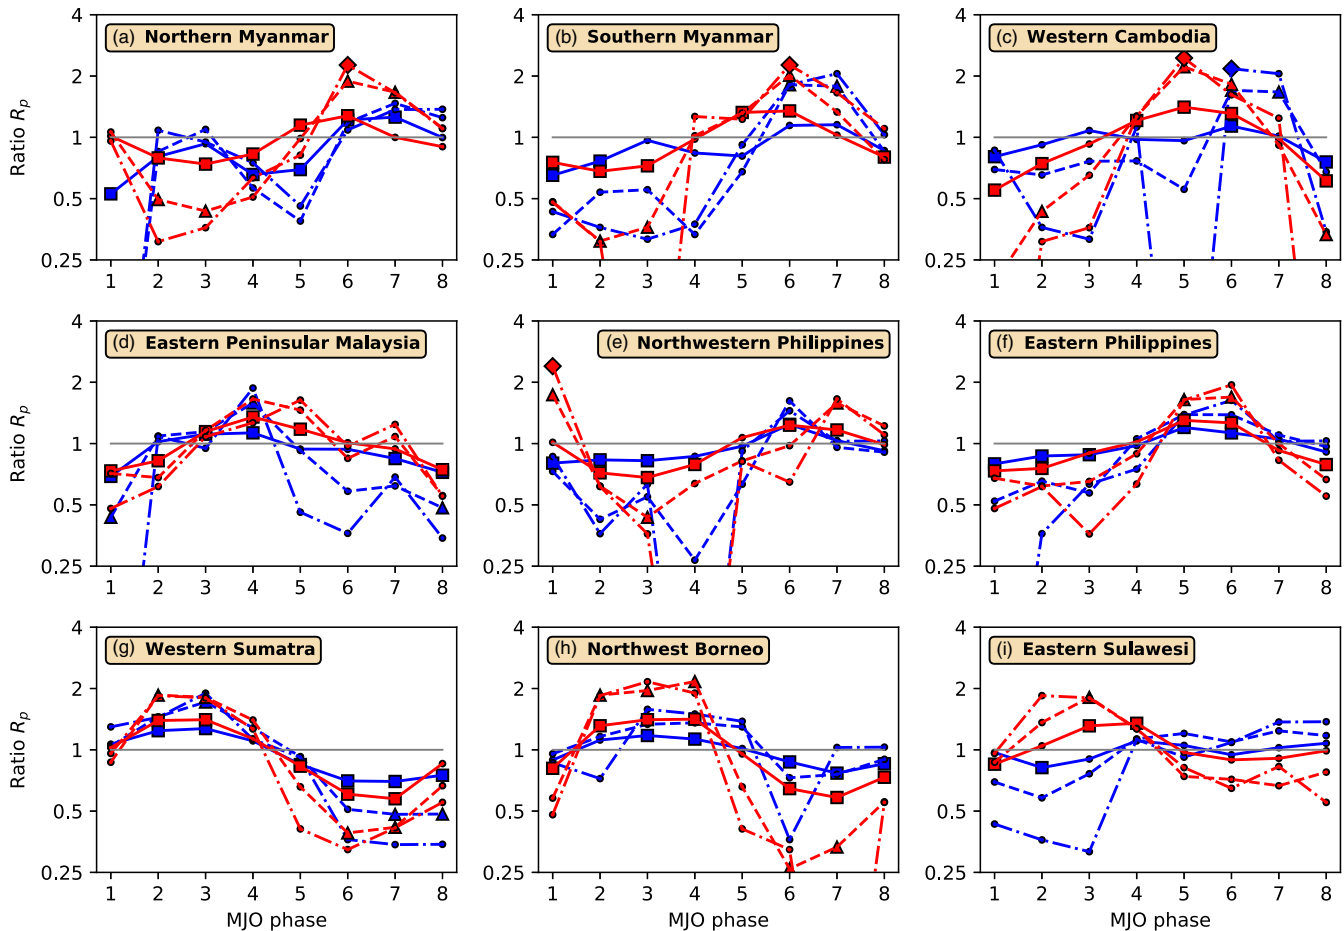 (a) Northern Myanmar
(b) Southern Myanmar
(c) Western Cambodia
Ratio Rp
4
2
1
0.5
0.25
1 2 3 4 5 6 7 8
4
2
1
0.5
0.25
1 2 3 4 5 6 7 8
4
2
1
0.5
0.25
1 2 3 4 5 6 7 8
(d) Eastern Peninsular Malaysia
(e) Northwestern Philippines
(f) Eastern Philippines
Ratio Rp
4
2
1
0.5
0.25
1 2 3 4 5 6 7 8
4
2
1
0.5
0.25
1 2 3 4 5 6 7 8
4
2
1
0.5
0.25
1 2 3 4 5 6 7 8
(g) Western Sumatra
(h) Northwest Borneo
(i) Eastern Sulawesi
Ratio Rp
4
2
1
0.5
0.25
1 2 3 4 5 6 7 8
MJO phase
4
2
1
0.5
0.25
1 2 3 4 5 6 7 8
MJO phase
4
2
1
0.5
0.25
1 2 3 4 5 6 7 8
MJO phase